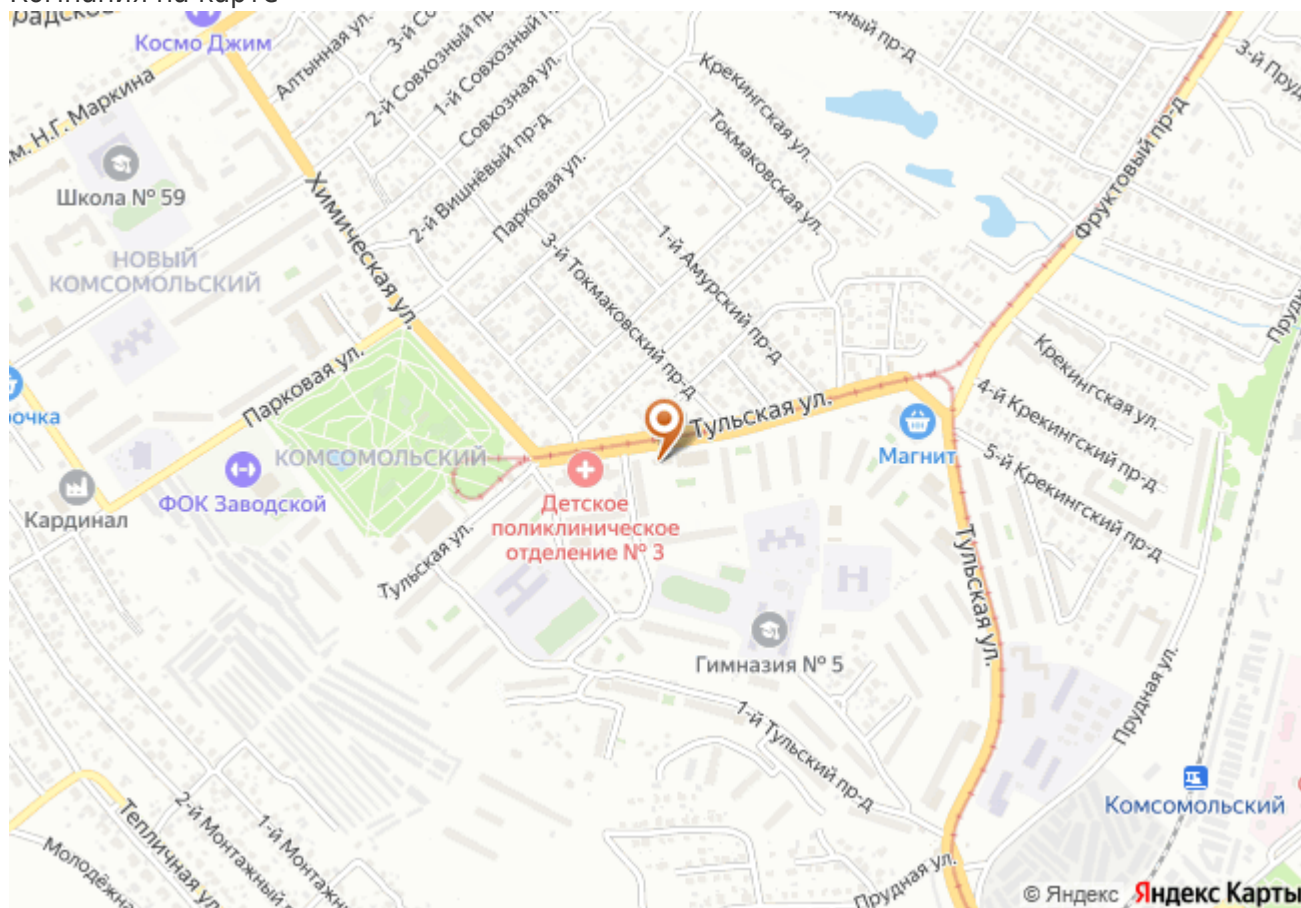 Компания на карте
Космо Джим
Алтынная ул.
2-й Совхозный пр-д
Совхозная ул.
2-й Вишнёвый пр-д
Парковая ул.
Крекингская ул.
Токмаковская ул.
Фруктовый пр-д
Школа № 59
Химическая ул.
НОВЫЙ
КОМСОМОЛЬСКИЙ
3-й Токмаковский пр-д
1-й Амурский пр-д
Парковая ул.
Крекингская ул.
4-й Крекингский пр-д
5-й Крекингский пр-д
Тульская ул.
Магнит
КОМСОМОЛЬСКИЙ
ФОК Заводской
Кардинал
Детское
поликлиническое
отделение № 3
Тульская ул.
Тульская ул.
Гимназия № 5
1-й Тульский пр-д
Прудная ул.
Комсомольский
Тепличная ул.
2-й Монтажный
Прудная ул.
© Яндекс Яндекс Карты